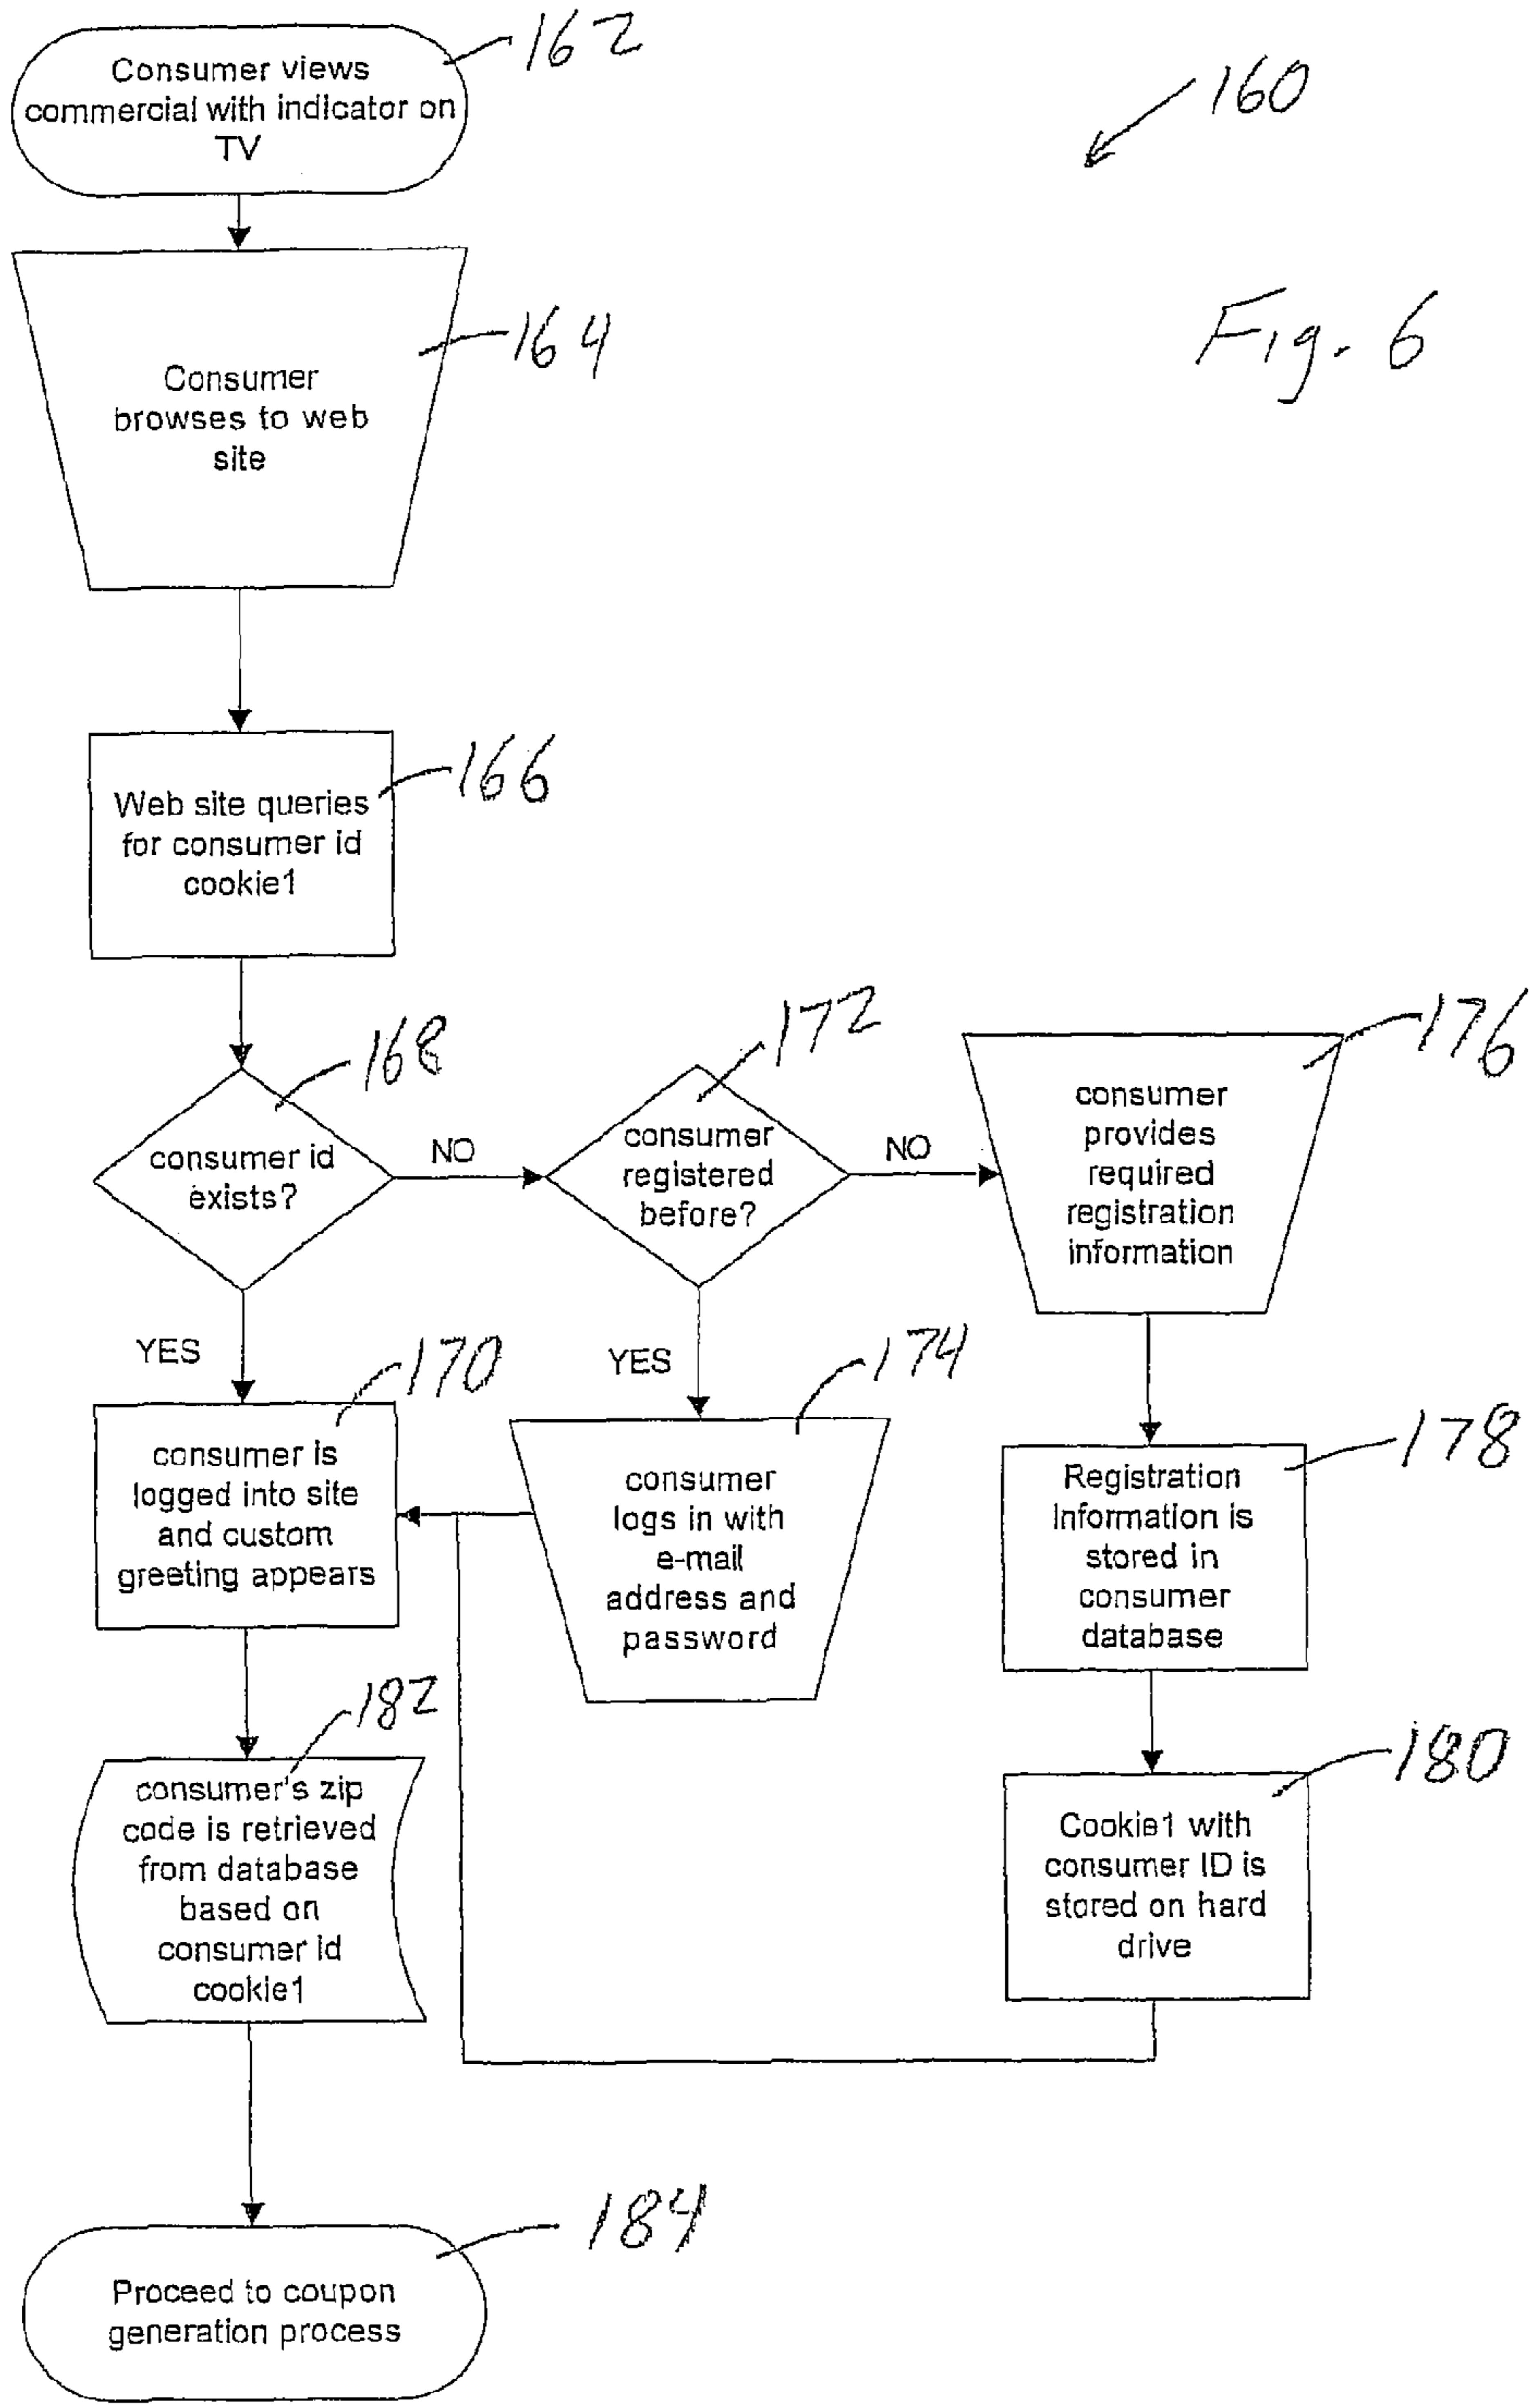 162
Consumer views
commercial with indicator on
TV
160
Fig. 6
164
Consumer
browses to web
site
166
Web site queries
for consumer id
cookie1
168
consumer id
exists?
NO
172
consumer
registered
before?
NO
176
consumer
provides
required
registration
information
YES
170
consumer is
logged into site
and custom
greeting appears
YES
174
consumer
logs in with
e-mail
address and
password
178
Registration
Information is
stored in
consumer
database
182
consumer's zip
code is retrieved
from database
based on
consumer id
cookie1
180
Cookie1 with
consumer ID is
stored on hard
drive
184
Proceed to coupon
generation process